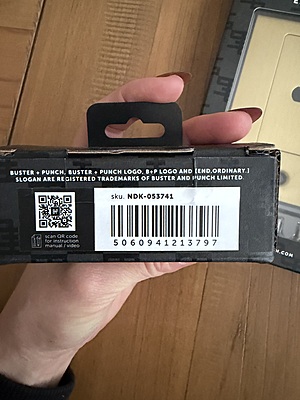 BUSTER + PUNCH, BUSTER + PUNCH LOGO, B+P LOGO AND [END.ORDINARY.]
SLOGAN ARE REGISTERED TRADEMARKS OF BUSTER AND PUNCH LIMITED
sku. NDK-053741
5060941213797
scan QR code
for instruction
manual / video
.COM